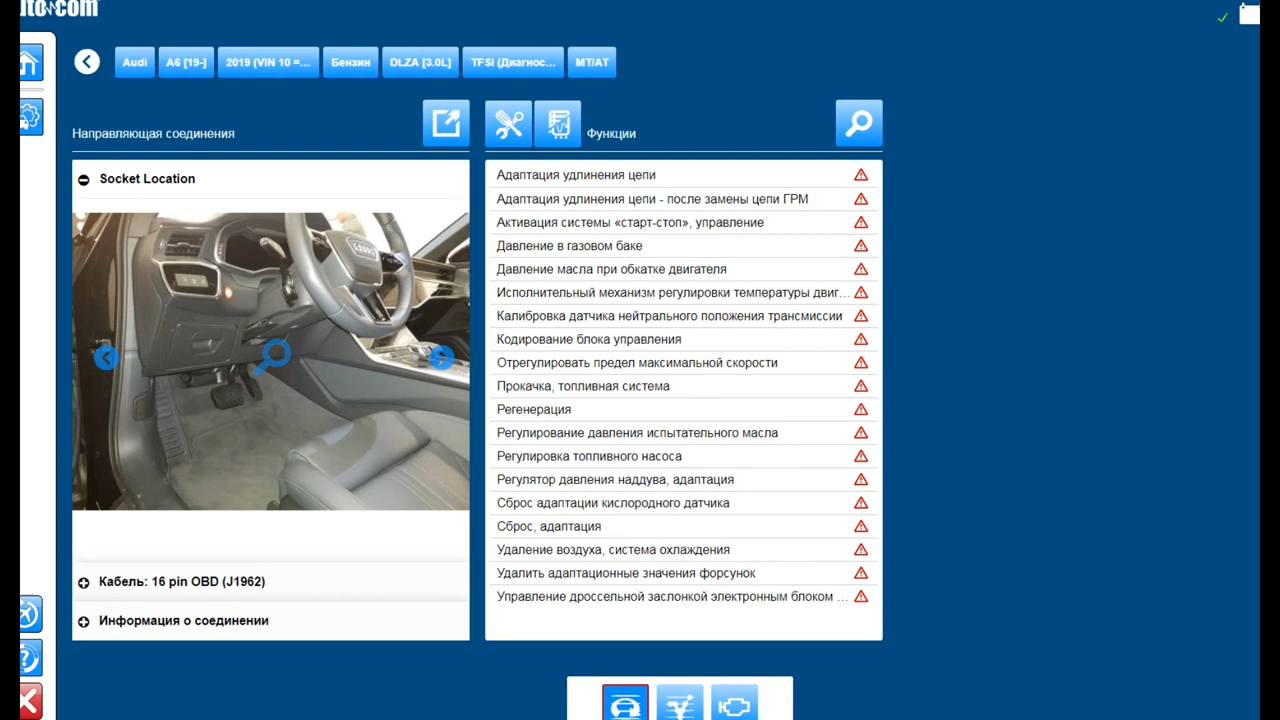 Audi
A6 [19-]
2019 (VIN 10 =...
Бензин
DLZA [3.0L]
TFSI (Диагнос...
MT/AT
Направляющая соединения
Функции
Socket Location
Кабель: 16 pin OBD (J1962)
Информация о соединении
Адаптация удлинения цепи
Адаптация удлинения цепи - после замены цепи ГРМ
Активация системы «старт-стоп», управление
Давление в газовом баке
Давление масла при обкатке двигателя
Исполнительный механизм регулировки температуры двиг...
Калибровка датчика нейтрального положения трансмиссии
Кодирование блока управления
Отрегулировать предел максимальной скорости
Прокачка, топливная система
Регенерация
Регулирование давления испытательного масла
Регулировка топливного насоса
Регулятор давления наддува, адаптация
Сброс адаптации кислородного датчика
Сброс, адаптация
Удаление воздуха, система охлаждения
Удалить адаптационные значения форсунок
Управление дроссельной заслонкой электронным блоком ...